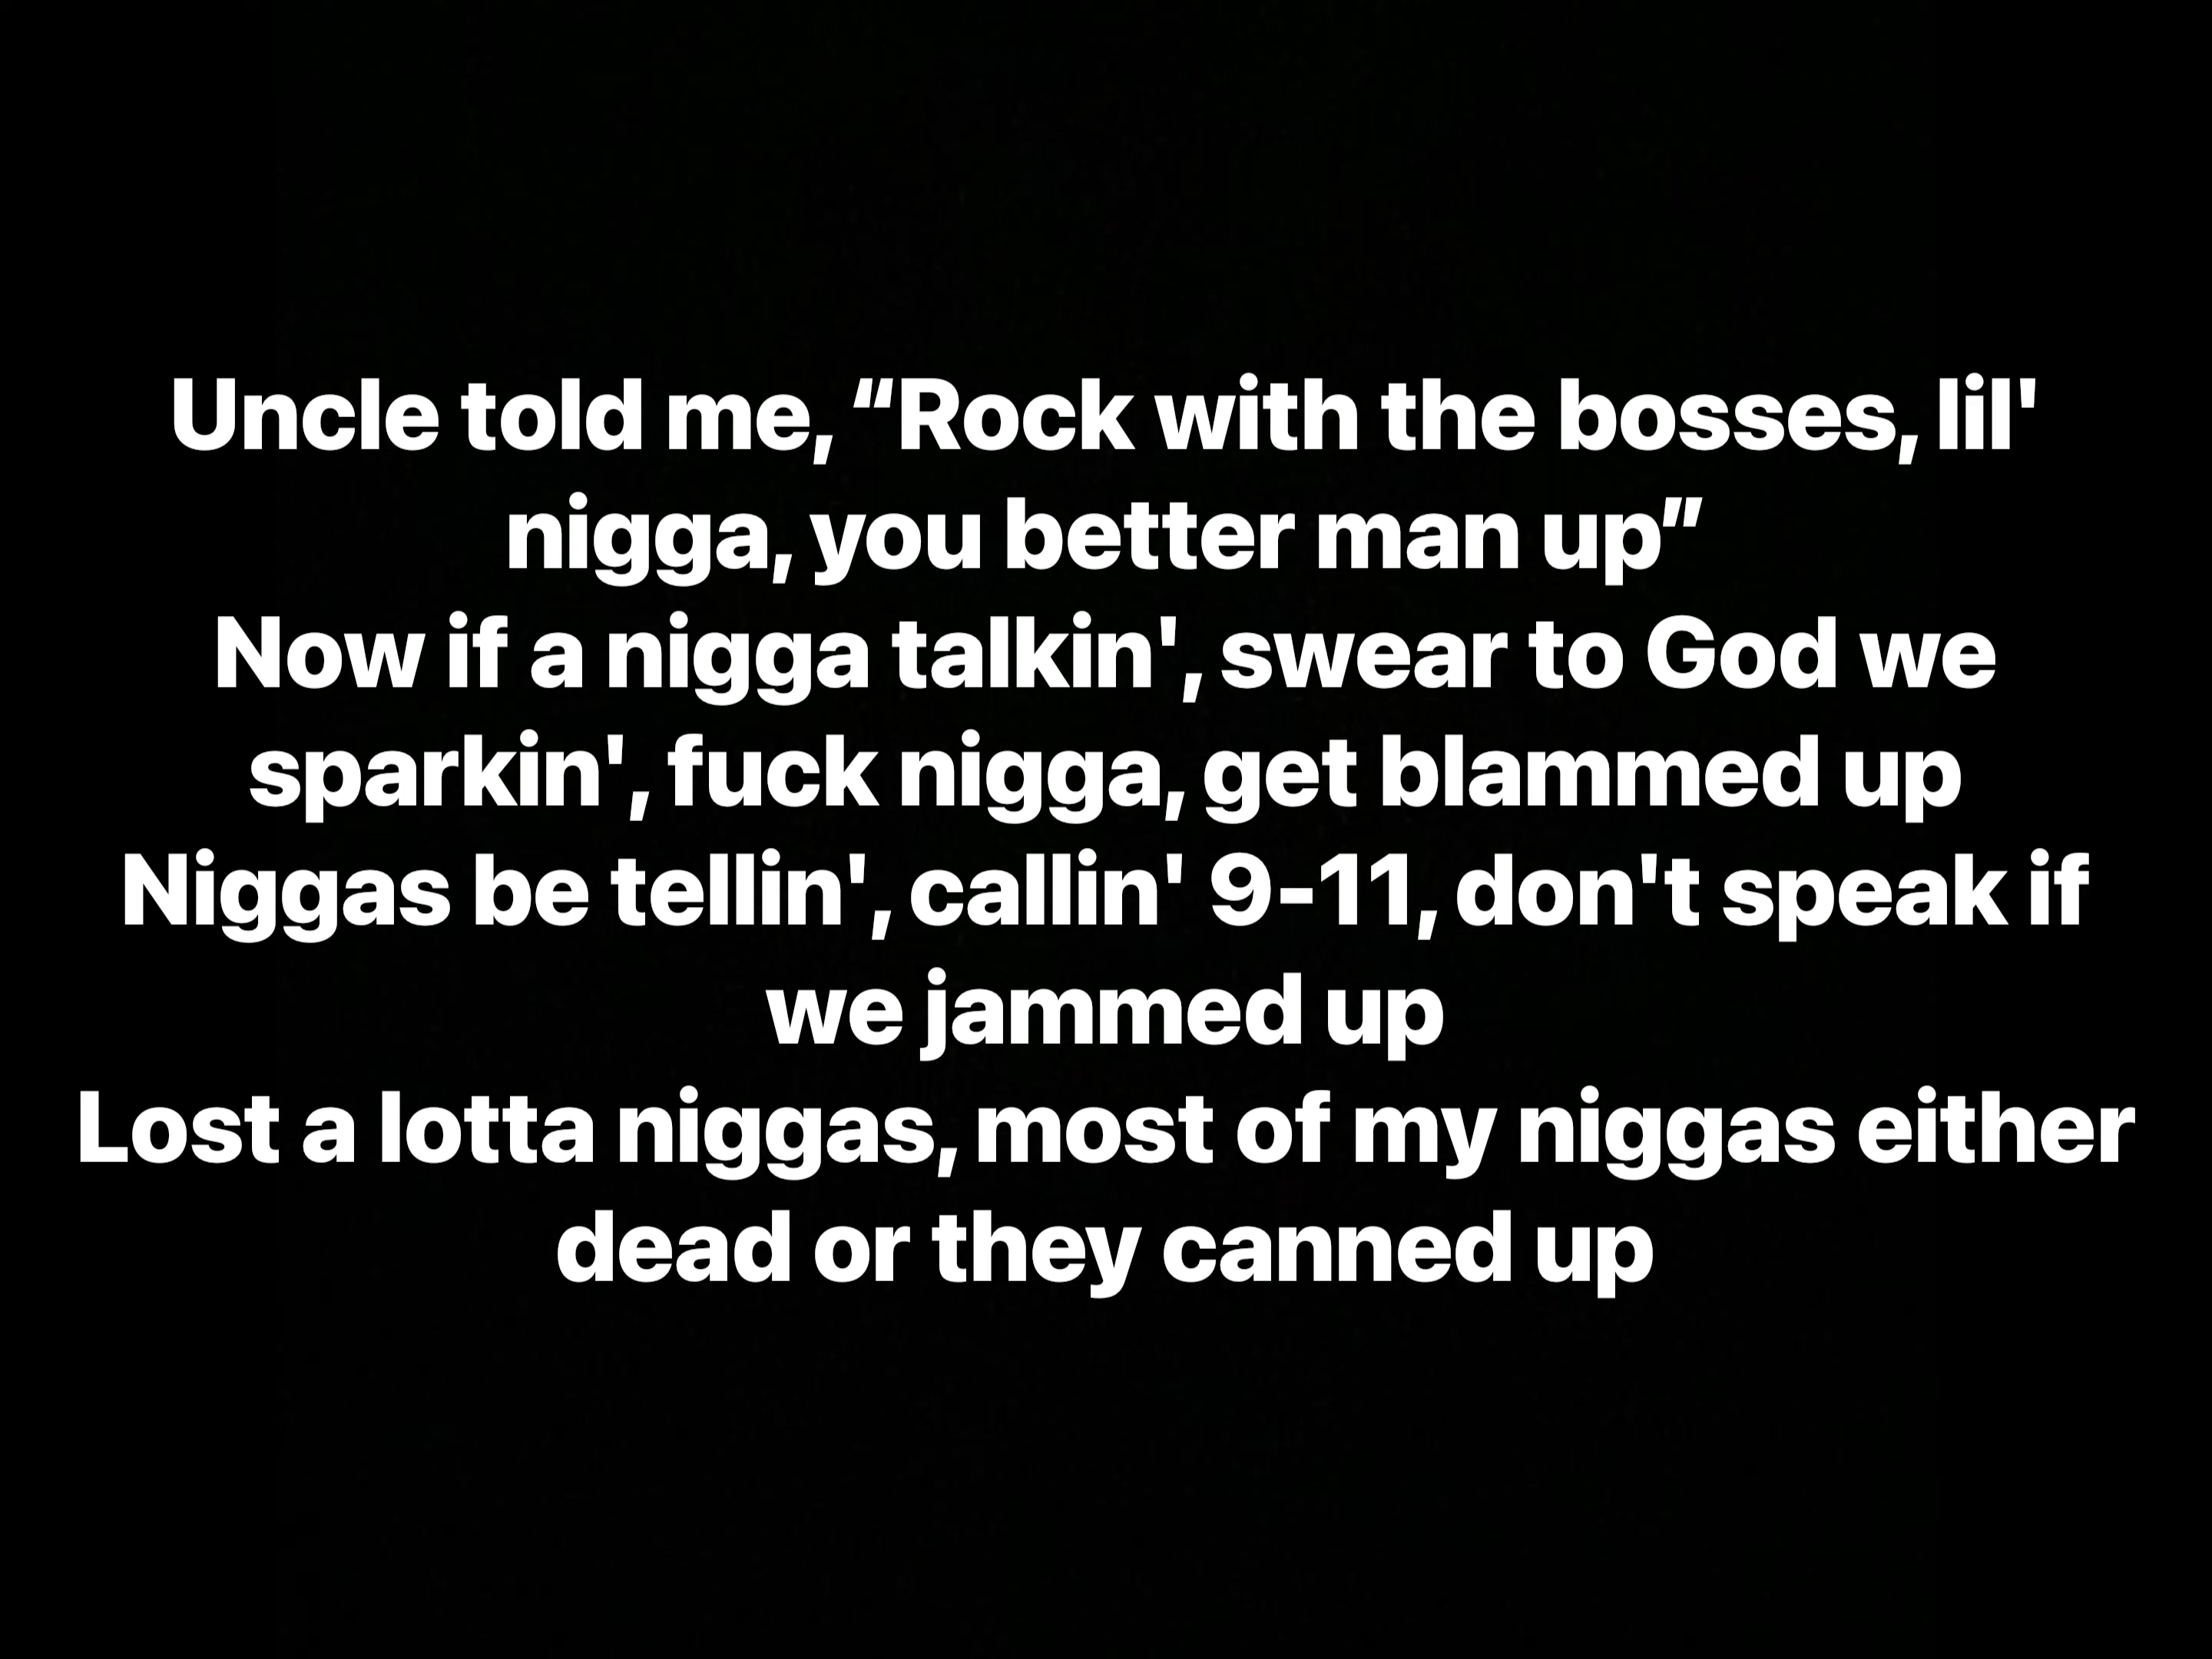 Uncle told me, “Rock with the bosses, lil'
nigga, you better man up”
Now if a nigga talkin', swear to God we
sparkin', fuck nigga, get blammed up
Niggas be tellin', callin' 9-11, don't speak if
we jammed up
Lost a lotta niggas, most of my niggas either
dead or they canned up